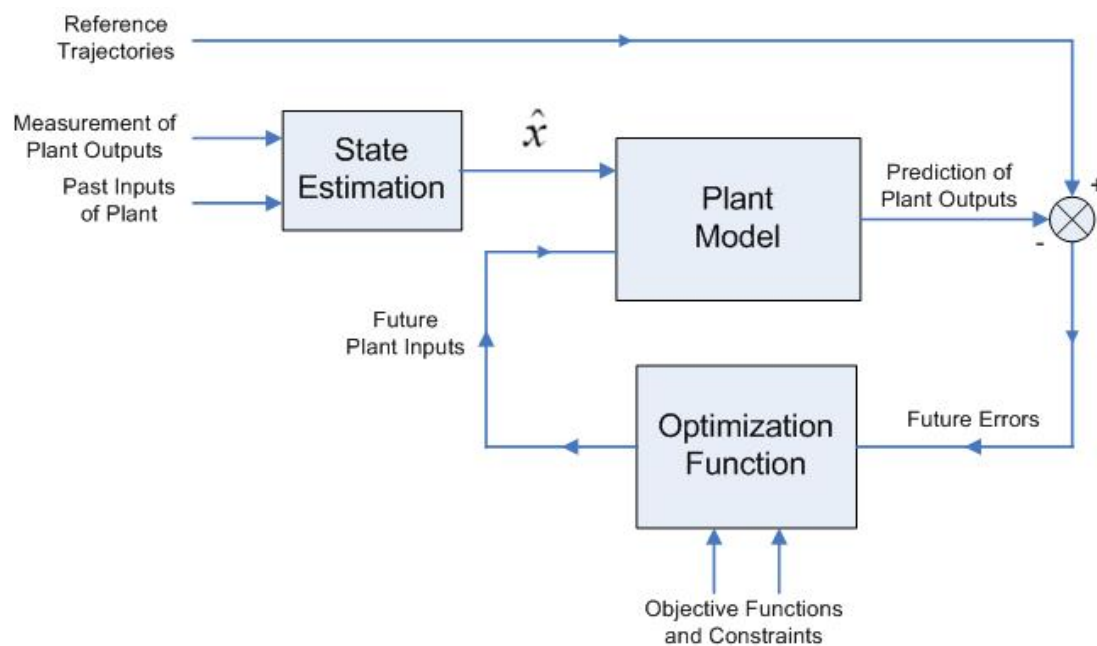 Reference
Trajectories
Measurement of
Plant Outputs
Past Inputs
of Plant
State
Estimation
x̂
Plant
Model
Prediction of
Plant Outputs
+
-
Future
Plant Inputs
Optimization
Function
Future Errors
Objective Functions
and Constraints